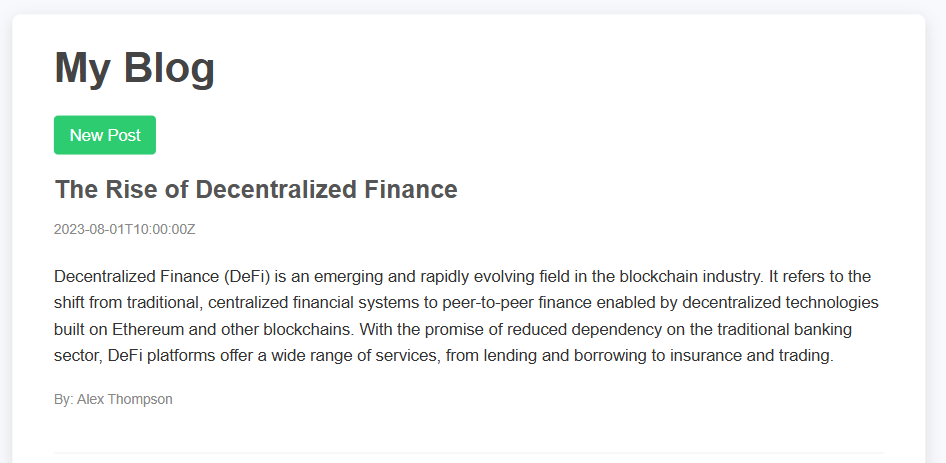 My Blog
New Post
The Rise of Decentralized Finance
2023-08-01T10:00:00Z
Decentralized Finance (DeFi) is an emerging and rapidly evolving field in the blockchain industry. It refers to the
shift from traditional, centralized financial systems to peer-to-peer finance enabled by decentralized technologies
built on Ethereum and other blockchains. With the promise of reduced dependency on the traditional banking
sector, DeFi platforms offer a wide range of services, from lending and borrowing to insurance and trading.
By: Alex Thompson